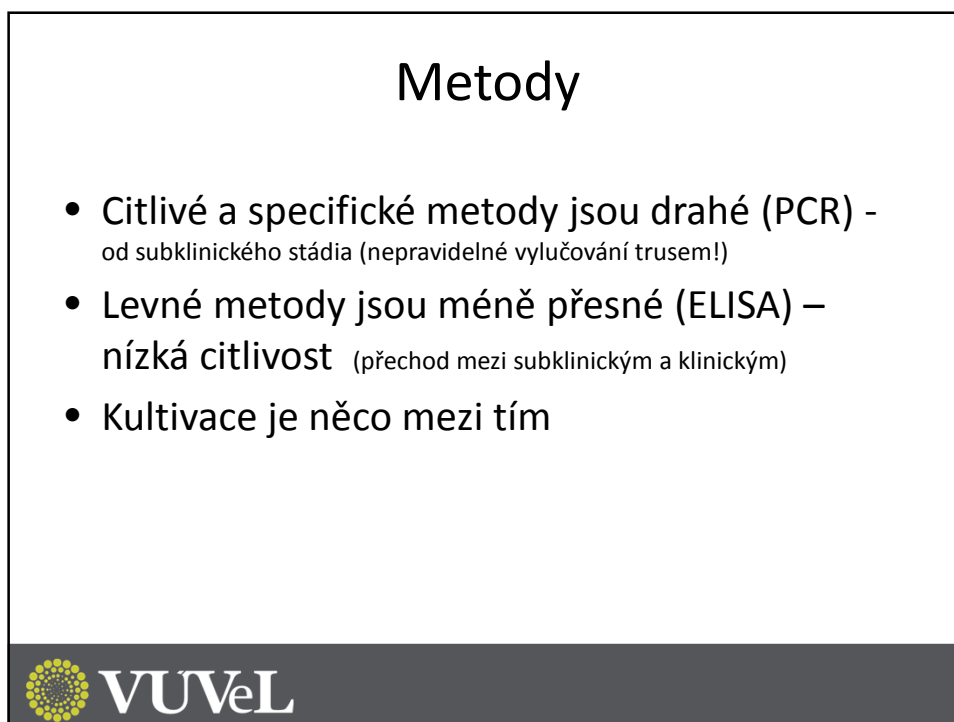 Metody
• Citlivé a specifické metody jsou drahé (PCR) -
od subklinického stádia (nepravidelné vylučování trusem!)
• Levné metody jsou méně přesné (ELISA) –
nízká citlivost (přechod mezi subklinickým a klinickým)
• Kultivace je něco mezi tím
VÚVeL